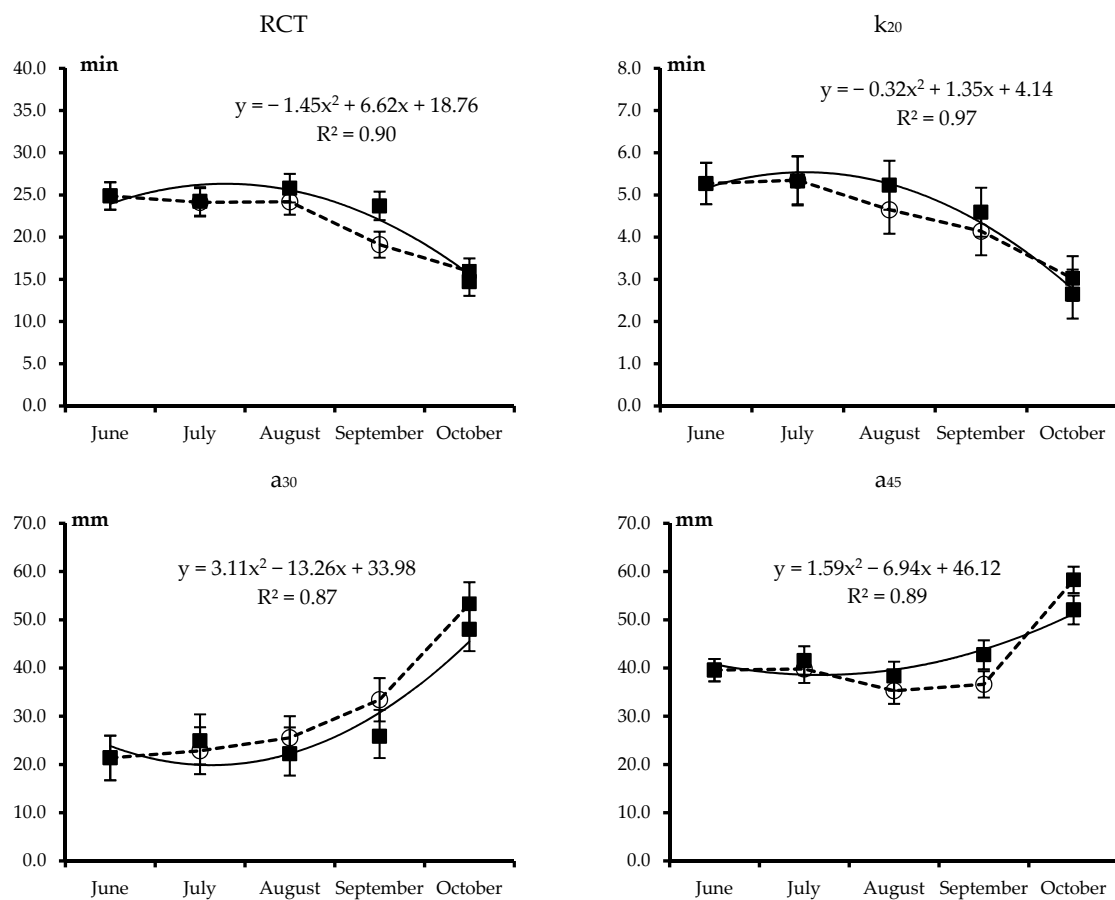 RCT
min
40.0
35.0
30.0
25.0
20.0
15.0
10.0
5.0
0.0
y = − 1.45x² + 6.62x + 18.76
R² = 0.90
June July August September October
k₂₀
min
8.0
7.0
6.0
5.0
4.0
3.0
2.0
1.0
0.0
y = − 0.32x² + 1.35x + 4.14
R² = 0.97
June July August September October
a₃₀
mm
70.0
60.0
50.0
40.0
30.0
20.0
10.0
0.0
y = 3.11x² − 13.26x + 33.98
R² = 0.87
June July August September October
a₄₅
mm
70.0
60.0
50.0
40.0
30.0
20.0
10.0
0.0
y = 1.59x² − 6.94x + 46.12
R² = 0.89
June July August September October